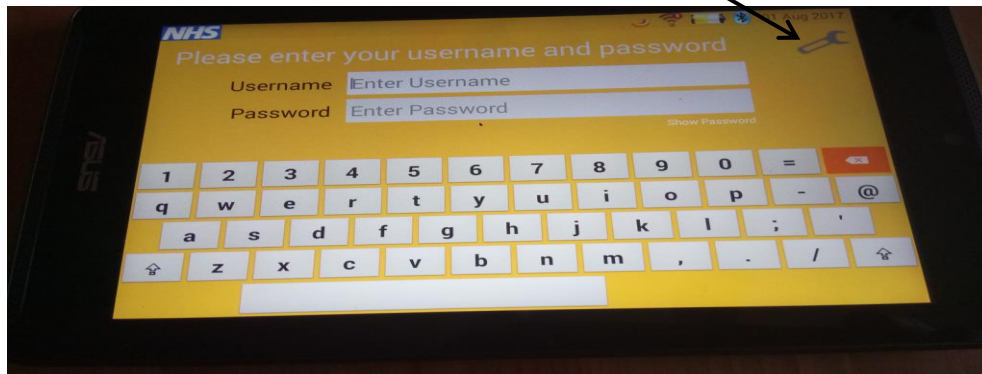 NHS
1 Aug 2017
Please enter your username and password
Username Enter Username
Password Enter Password
Show Password
1 2 3 4 5 6 7 8 9 0 =
q w e r t y u i o p - @
a s d f g h j k l ; '
z x c v b n m , . /
ASUS